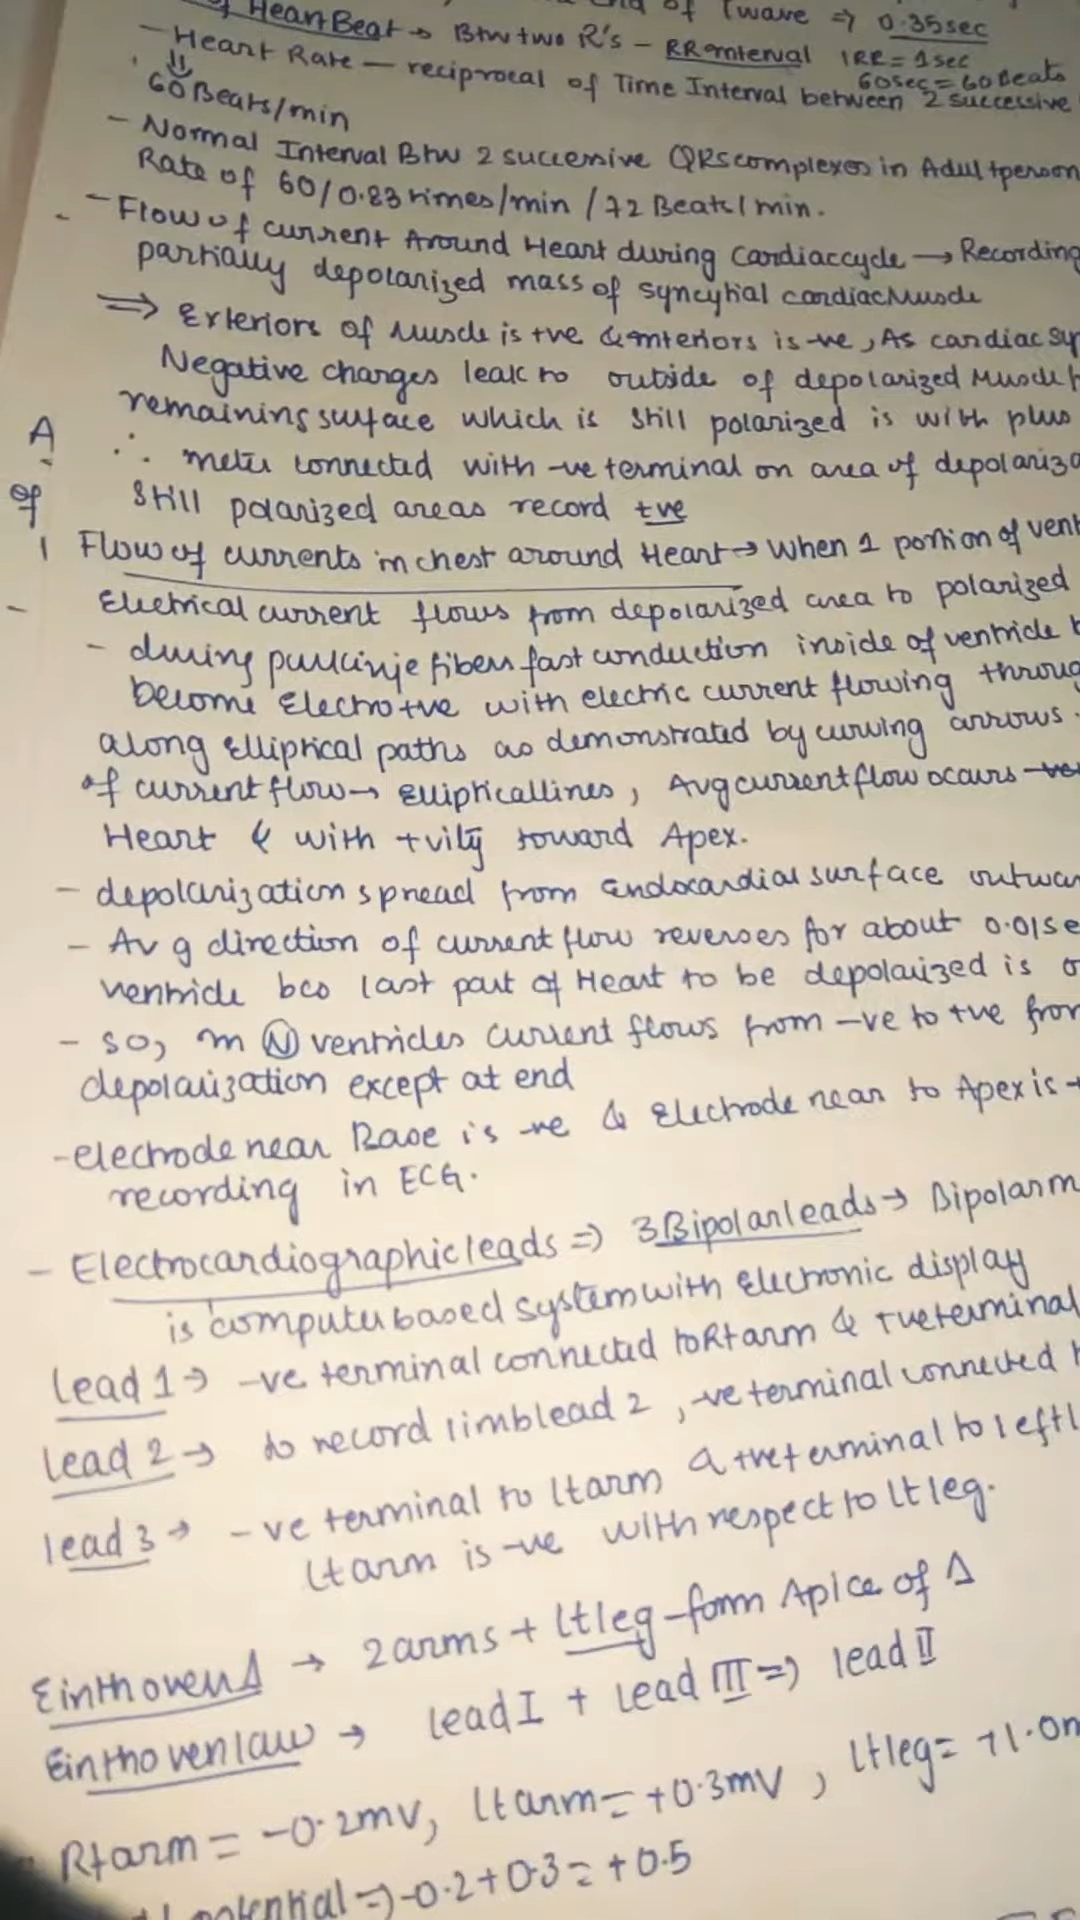 of Twave ⇒ 0.35sec
of HeartBeat → Btw two R's - RR interval 1RR = 1sec
60sec = 60 Beats
- Heart Rate — reciprocal of Time Interval between 2 successive
⇓
60 Beats/min
- Normal Interval Btw 2 successive QRS complexes in Adult person
Rate of 60/0.83 times/min / 72 Beats/min.
- Flow of current Around Heart during cardiac cycle → Recording
partially depolarized mass of syncytial cardiac Muscle
⇒ Exteriors of Muscle is +ve & interiors is -ve, As cardiac sy
Negative charges leak to outside of depolarized Muscle
remaining surface which is still polarized is with plus
A
∴ meter connected with -ve terminal on area of depolariza
of
still polarized areas record +ve
Flow of currents in chest around Heart → When 1 portion of vent
- Electrical current flows from depolarized area to polarized
- during purkinje fibers fast conduction inside of ventricle
become Electro +ve with electric current flowing throug
along elliptical paths as demonstrated by curving arrows.
of current flow → Elliptical lines, Avg current flow occurs
Heart & with +vity toward Apex.
- depolarization spread from endocardial surface outwar
- Avg direction of current flow reverses for about 0.01se
ventricle bco last part of Heart to be depolarized is o
- so, in Ⓝ ventricles current flows from -ve to +ve from
depolarization except at end
- electrode near Base is -ve & Electrode near to Apex is +
recording in ECG.
- Electrocardiographic leads ⇒ 3 Bipolar leads → Bipolar m
is computer based system with electronic display
lead 1 → -ve terminal connected to Rt arm & +ve terminal
lead 2 → to record limb lead 2, -ve terminal connected
lead 3 → -ve terminal to lt arm & +ve terminal to left l
lt arm is -ve with respect to lt leg.
Einthoven Δ → 2 arms + lt leg - form Apice of Δ
Einthoven law → lead I + lead III ⇒ lead II
Rt arm = -0.2mV, lt arm = +0.3mV, lt leg = +1.0m
potential ⇒ -0.2 + 0.3 = +0.5